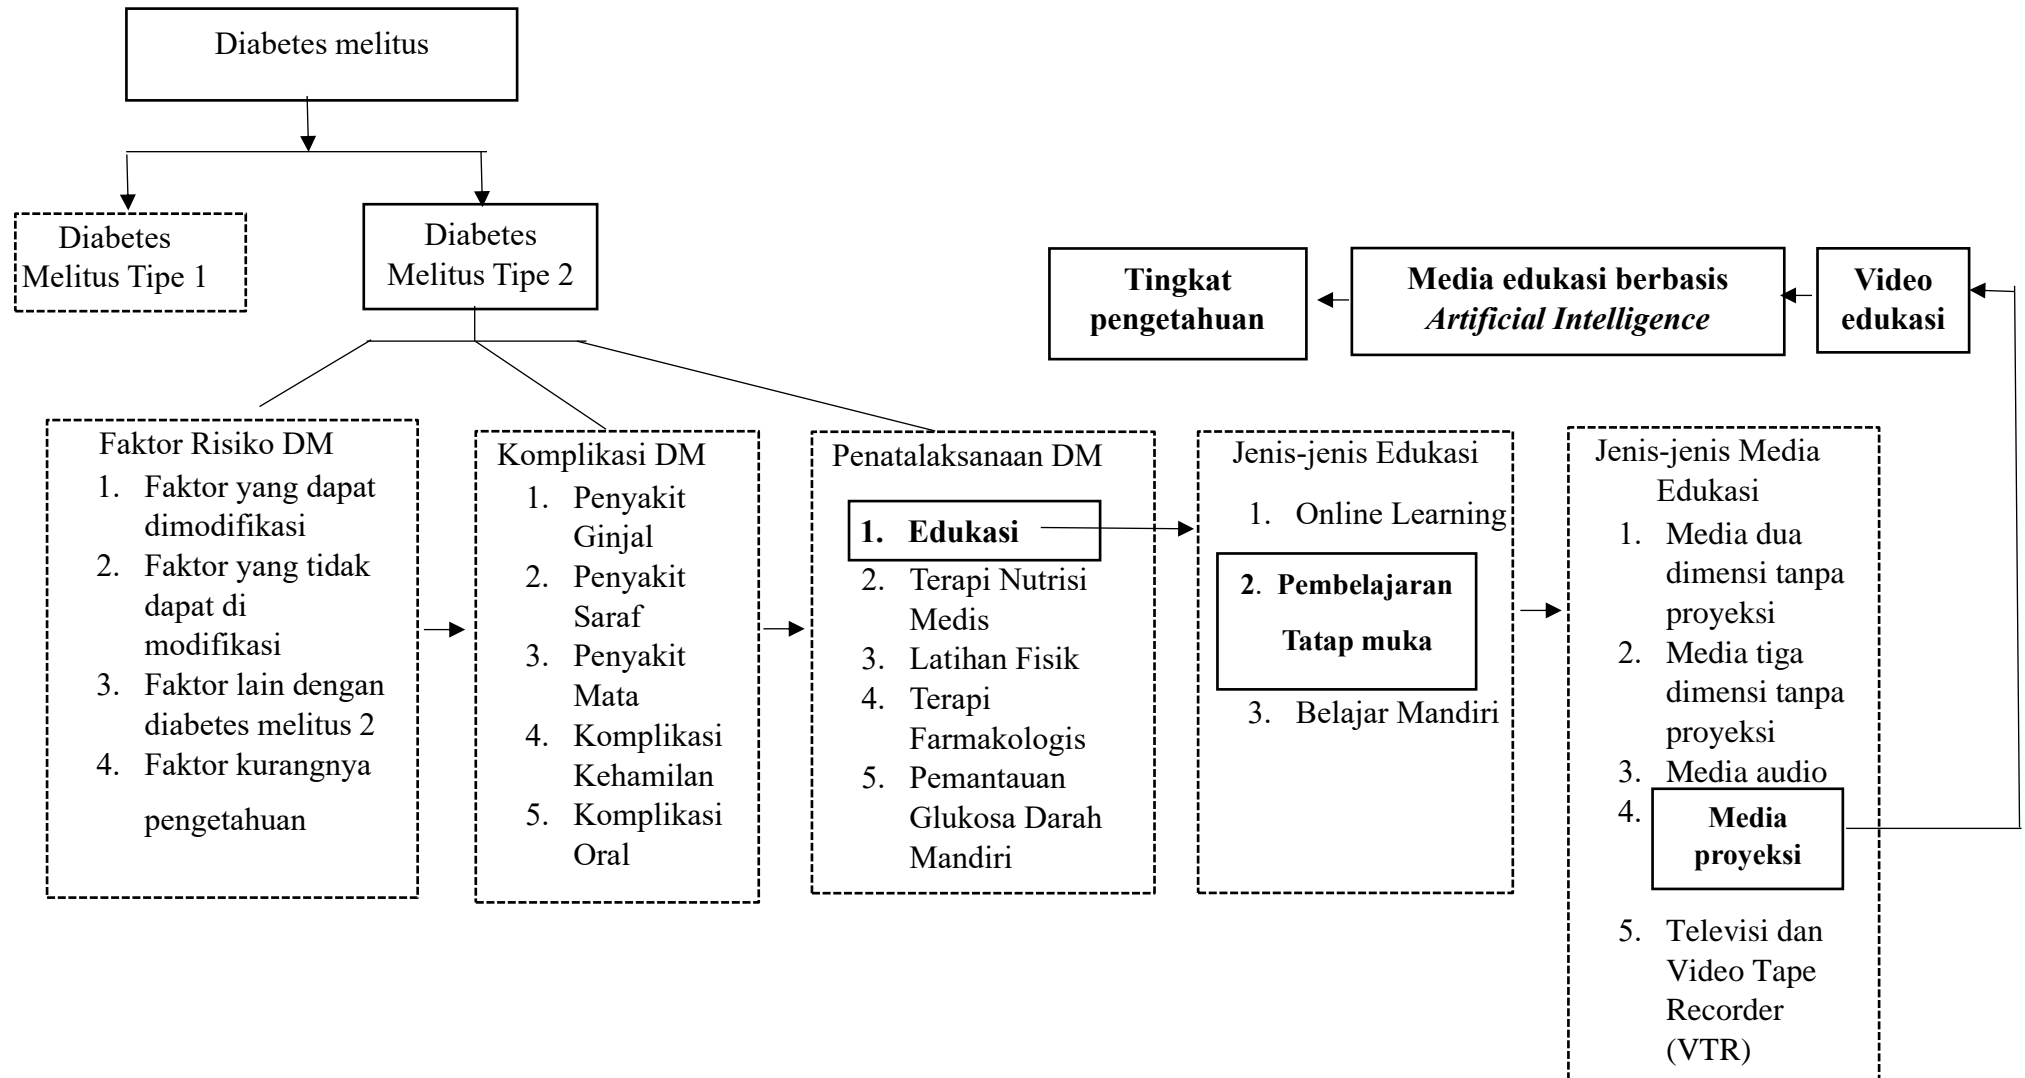 Diabetes melitus
Diabetes
Melitus Tipe 1
Diabetes
Melitus Tipe 2
Tingkat
pengetahuan
Media edukasi berbasis
Artificial Intelligence
Video
edukasi
Faktor Risiko DM
1. Faktor yang dapat
dimodifikasi
2. Faktor yang tidak
dapat di
modifikasi
3. Faktor lain dengan
diabetes melitus 2
4. Faktor kurangnya
pengetahuan
Komplikasi DM
1. Penyakit
Ginjal
2. Penyakit
Saraf
3. Penyakit
Mata
4. Komplikasi
Kehamilan
5. Komplikasi
Oral
Penatalaksanaan DM
1. Edukasi
2. Terapi Nutrisi
Medis
3. Latihan Fisik
4. Terapi
Farmakologis
5. Pemantauan
Glukosa Darah
Mandiri
Jenis-jenis Edukasi
1. Online Learning
2. Pembelajaran
Tatap muka
3. Belajar Mandiri
Jenis-jenis Media
Edukasi
1. Media dua
dimensi tanpa
proyeksi
2. Media tiga
dimensi tanpa
proyeksi
3. Media audio
4. Media
proyeksi
5. Televisi dan
Video Tape
Recorder
(VTR)